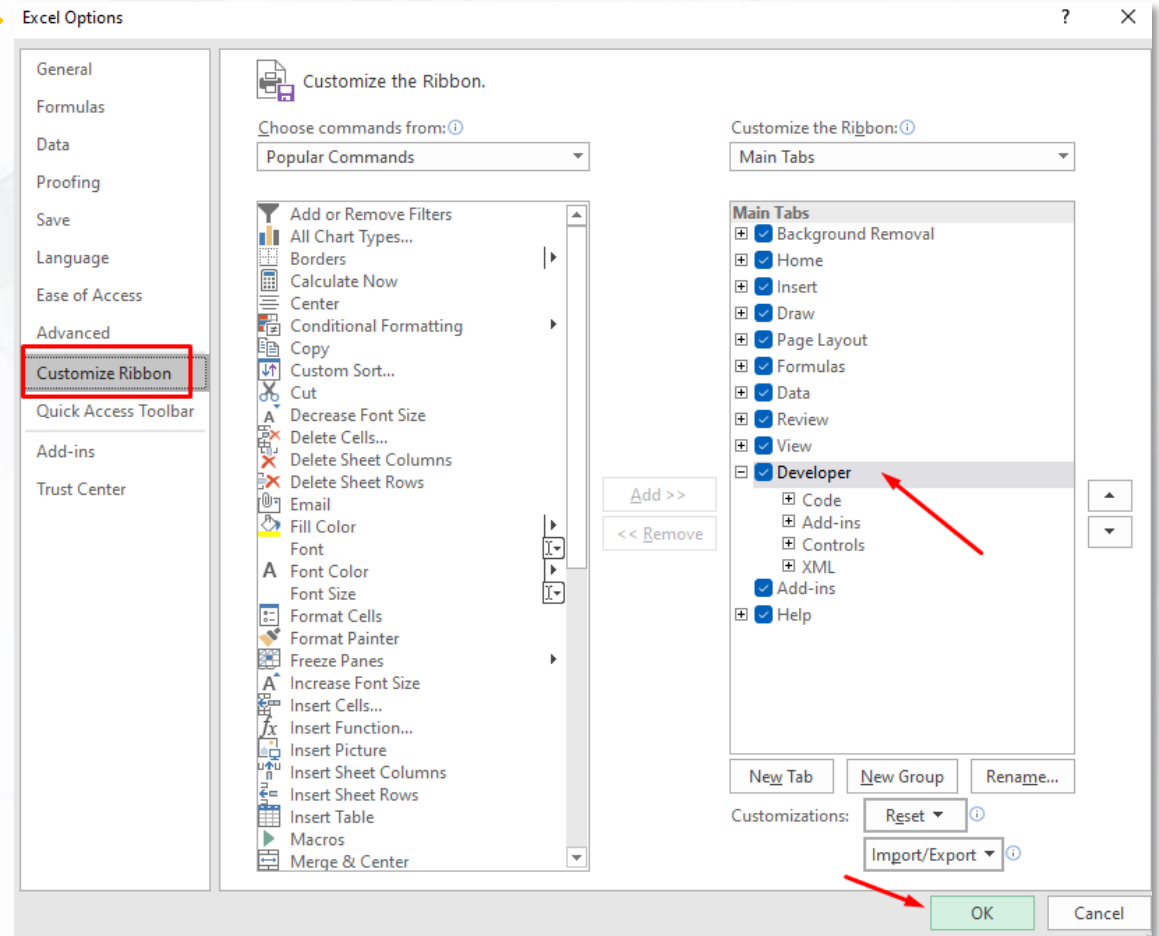 Excel Options
?
General
Formulas
Data
Proofing
Save
Language
Ease of Access
Advanced
Customize Ribbon
Quick Access Toolbar
Add-ins
Trust Center
Customize the Ribbon.
Choose commands from:
Popular Commands
Add or Remove Filters
All Chart Types...
Borders
Calculate Now
Center
Conditional Formatting
Copy
Custom Sort...
Cut
Decrease Font Size
Delete Cells...
Delete Sheet Columns
Delete Sheet Rows
Email
Fill Color
Font
Font Color
Font Size
Format Cells
Format Painter
Freeze Panes
Increase Font Size
Insert Cells...
Insert Function...
Insert Picture
Insert Sheet Columns
Insert Sheet Rows
Insert Table
Macros
Merge & Center
Add >>
<< Remove
Customize the Ribbon:
Main Tabs
Main Tabs
Background Removal
Home
Insert
Draw
Page Layout
Formulas
Data
Review
View
Developer
Code
Add-ins
Controls
XML
Add-ins
Help
New Tab
New Group
Rename...
Customizations:
Reset
Import/Export
OK
Cancel